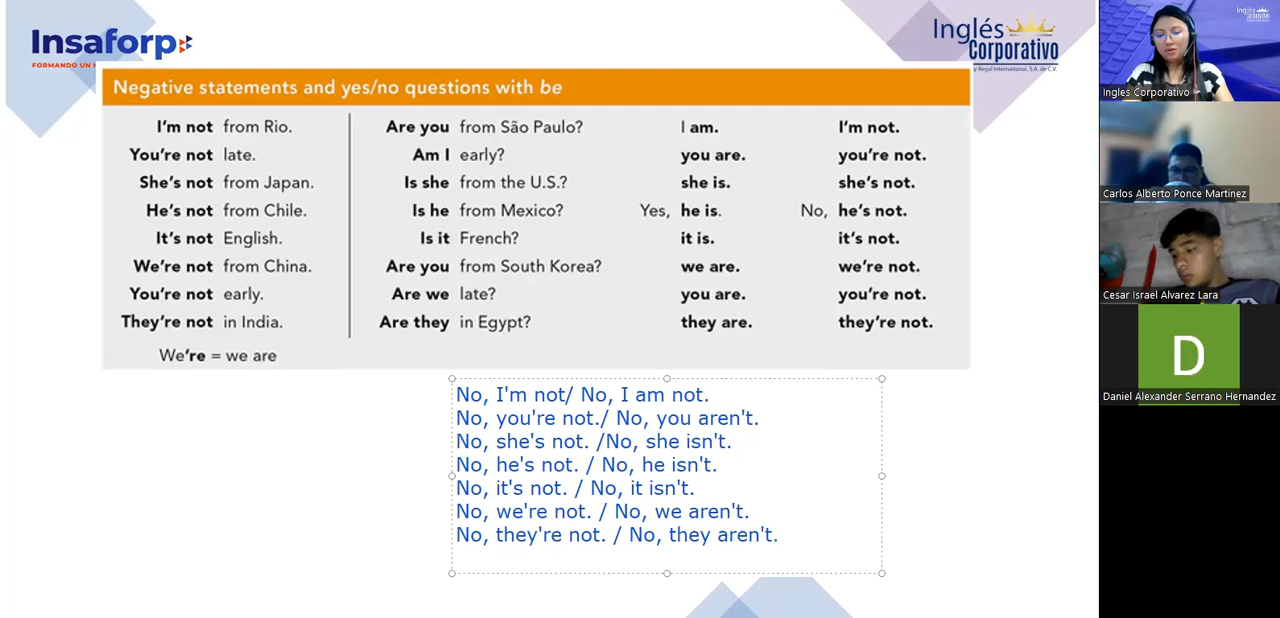 Insaforp
Inglés
Corporativo
Negative statements and yes/no questions with be
I'm not from Rio. Are you from São Paulo? I am. I'm not.
You're not late. Am I early? you are. you're not.
She's not from Japan. Is she from the U.S.? she is. she's not.
He's not from Chile. Is he from Mexico? Yes, he is. No, he's not.
It's not English. Is it French? it is. it's not.
We're not from China. Are you from South Korea? we are. we're not.
You're not early. Are we late? you are. you're not.
They're not in India. Are they in Egypt? they are. they're not.
We're = we are
No, I'm not/ No, I am not.
No, you're not./ No, you aren't.
No, she's not. /No, she isn't.
No, he's not. / No, he isn't.
No, it's not. / No, it isn't.
No, we're not. / No, we aren't.
No, they're not. / No, they aren't.
Ingles Corporativo
Carlos Alberto Ponce Martinez
Cesar Israel Alvarez Lara
D
Daniel Alexander Serrano Hernandez